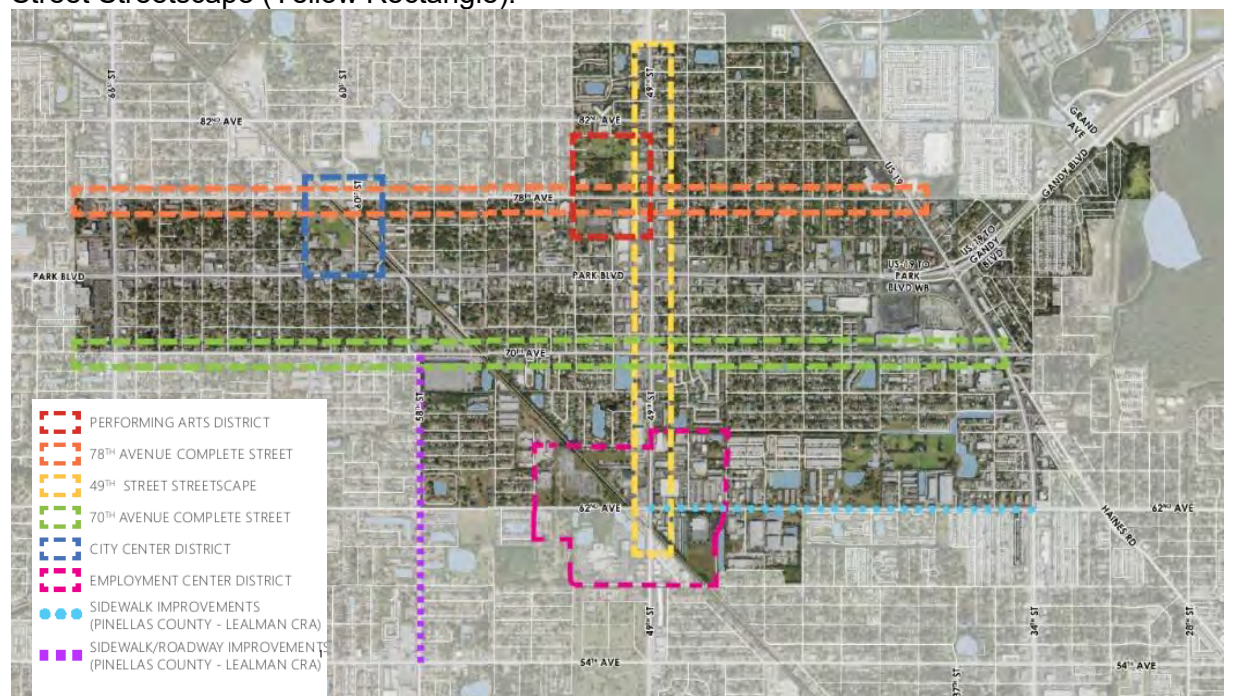 Street Streetscape (Yellow Rectangle).
66TH ST
60TH ST
49TH ST
82ND AVE
82ND AVE
GRAND AVE
GANDY BLVD
US-19
60TH ST
78TH AVE
US-19 TO GANDY BLVD
PARK BLVD
PARK BLVD
US-19 TO
PARK
BLVD WB
70TH AVE
58TH ST
49TH ST
PERFORMING ARTS DISTRICT
78TH AVENUE COMPLETE STREET
49TH STREET STREETSCAPE
70TH AVENUE COMPLETE STREET
CITY CENTER DISTRICT
EMPLOYMENT CENTER DISTRICT
SIDEWALK IMPROVEMENTS
(PINELLAS COUNTY - LEALMAN CRA)
SIDEWALK/ROADWAY IMPROVEMENTS
(PINELLAS COUNTY - LEALMAN CRA)
62ND AVE
62ND AVE
HAINES RD
49TH ST
34TH ST
28TH ST
54TH AVE
54TH AVE
37TH ST